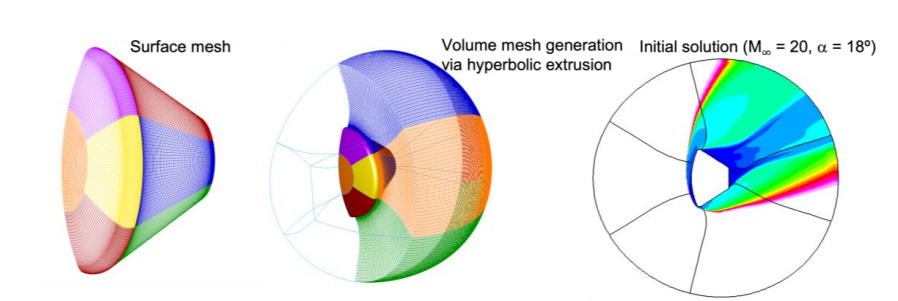 Surface mesh
Volume mesh generation
via hyperbolic extrusion
Initial solution (M∞ = 20, α = 18º)